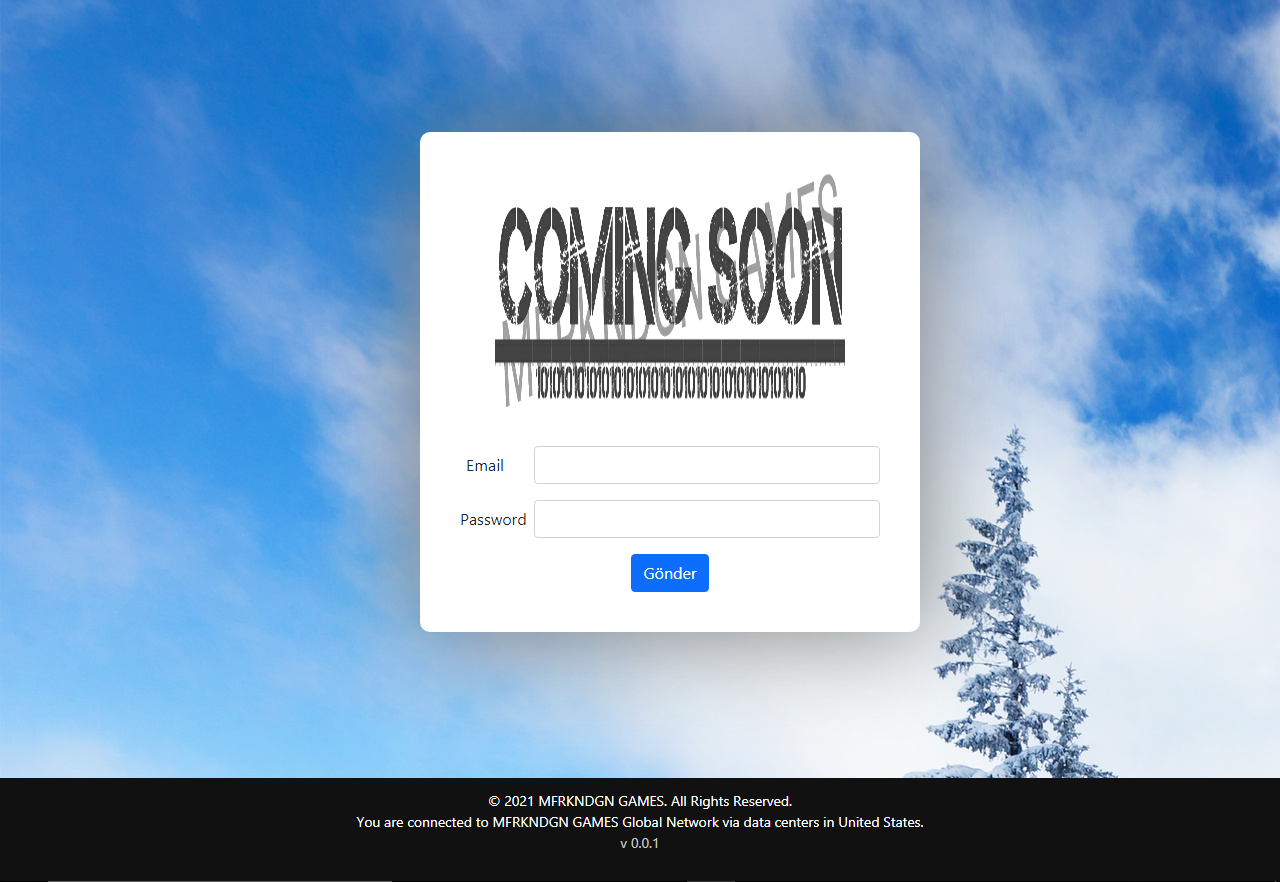 COMING SOON
MFRKNDGN GAMES
Email
Password
Gönder
© 2021 MFRKNDGN GAMES. All Rights Reserved.
You are connected to MFRKNDGN GAMES Global Network via data centers in United States.
v 0.0.1